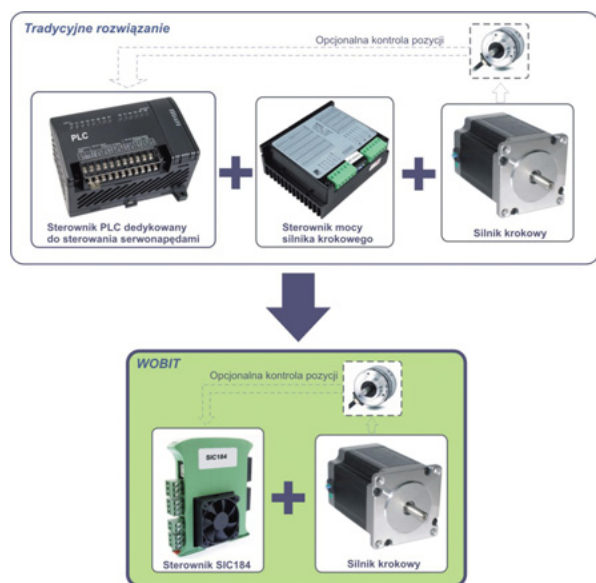 Tradycyjne rozwiązanie
Opcjonalna kontrola pozycji
PLC
Sterownik PLC dedykowany
do sterowania serwonapędami
Sterownik mocy
silnika krokowego
Silnik krokowy
WOBIT
Opcjonalna kontrola pozycji
SIC184
Sterownik SIC184
Silnik krokowy